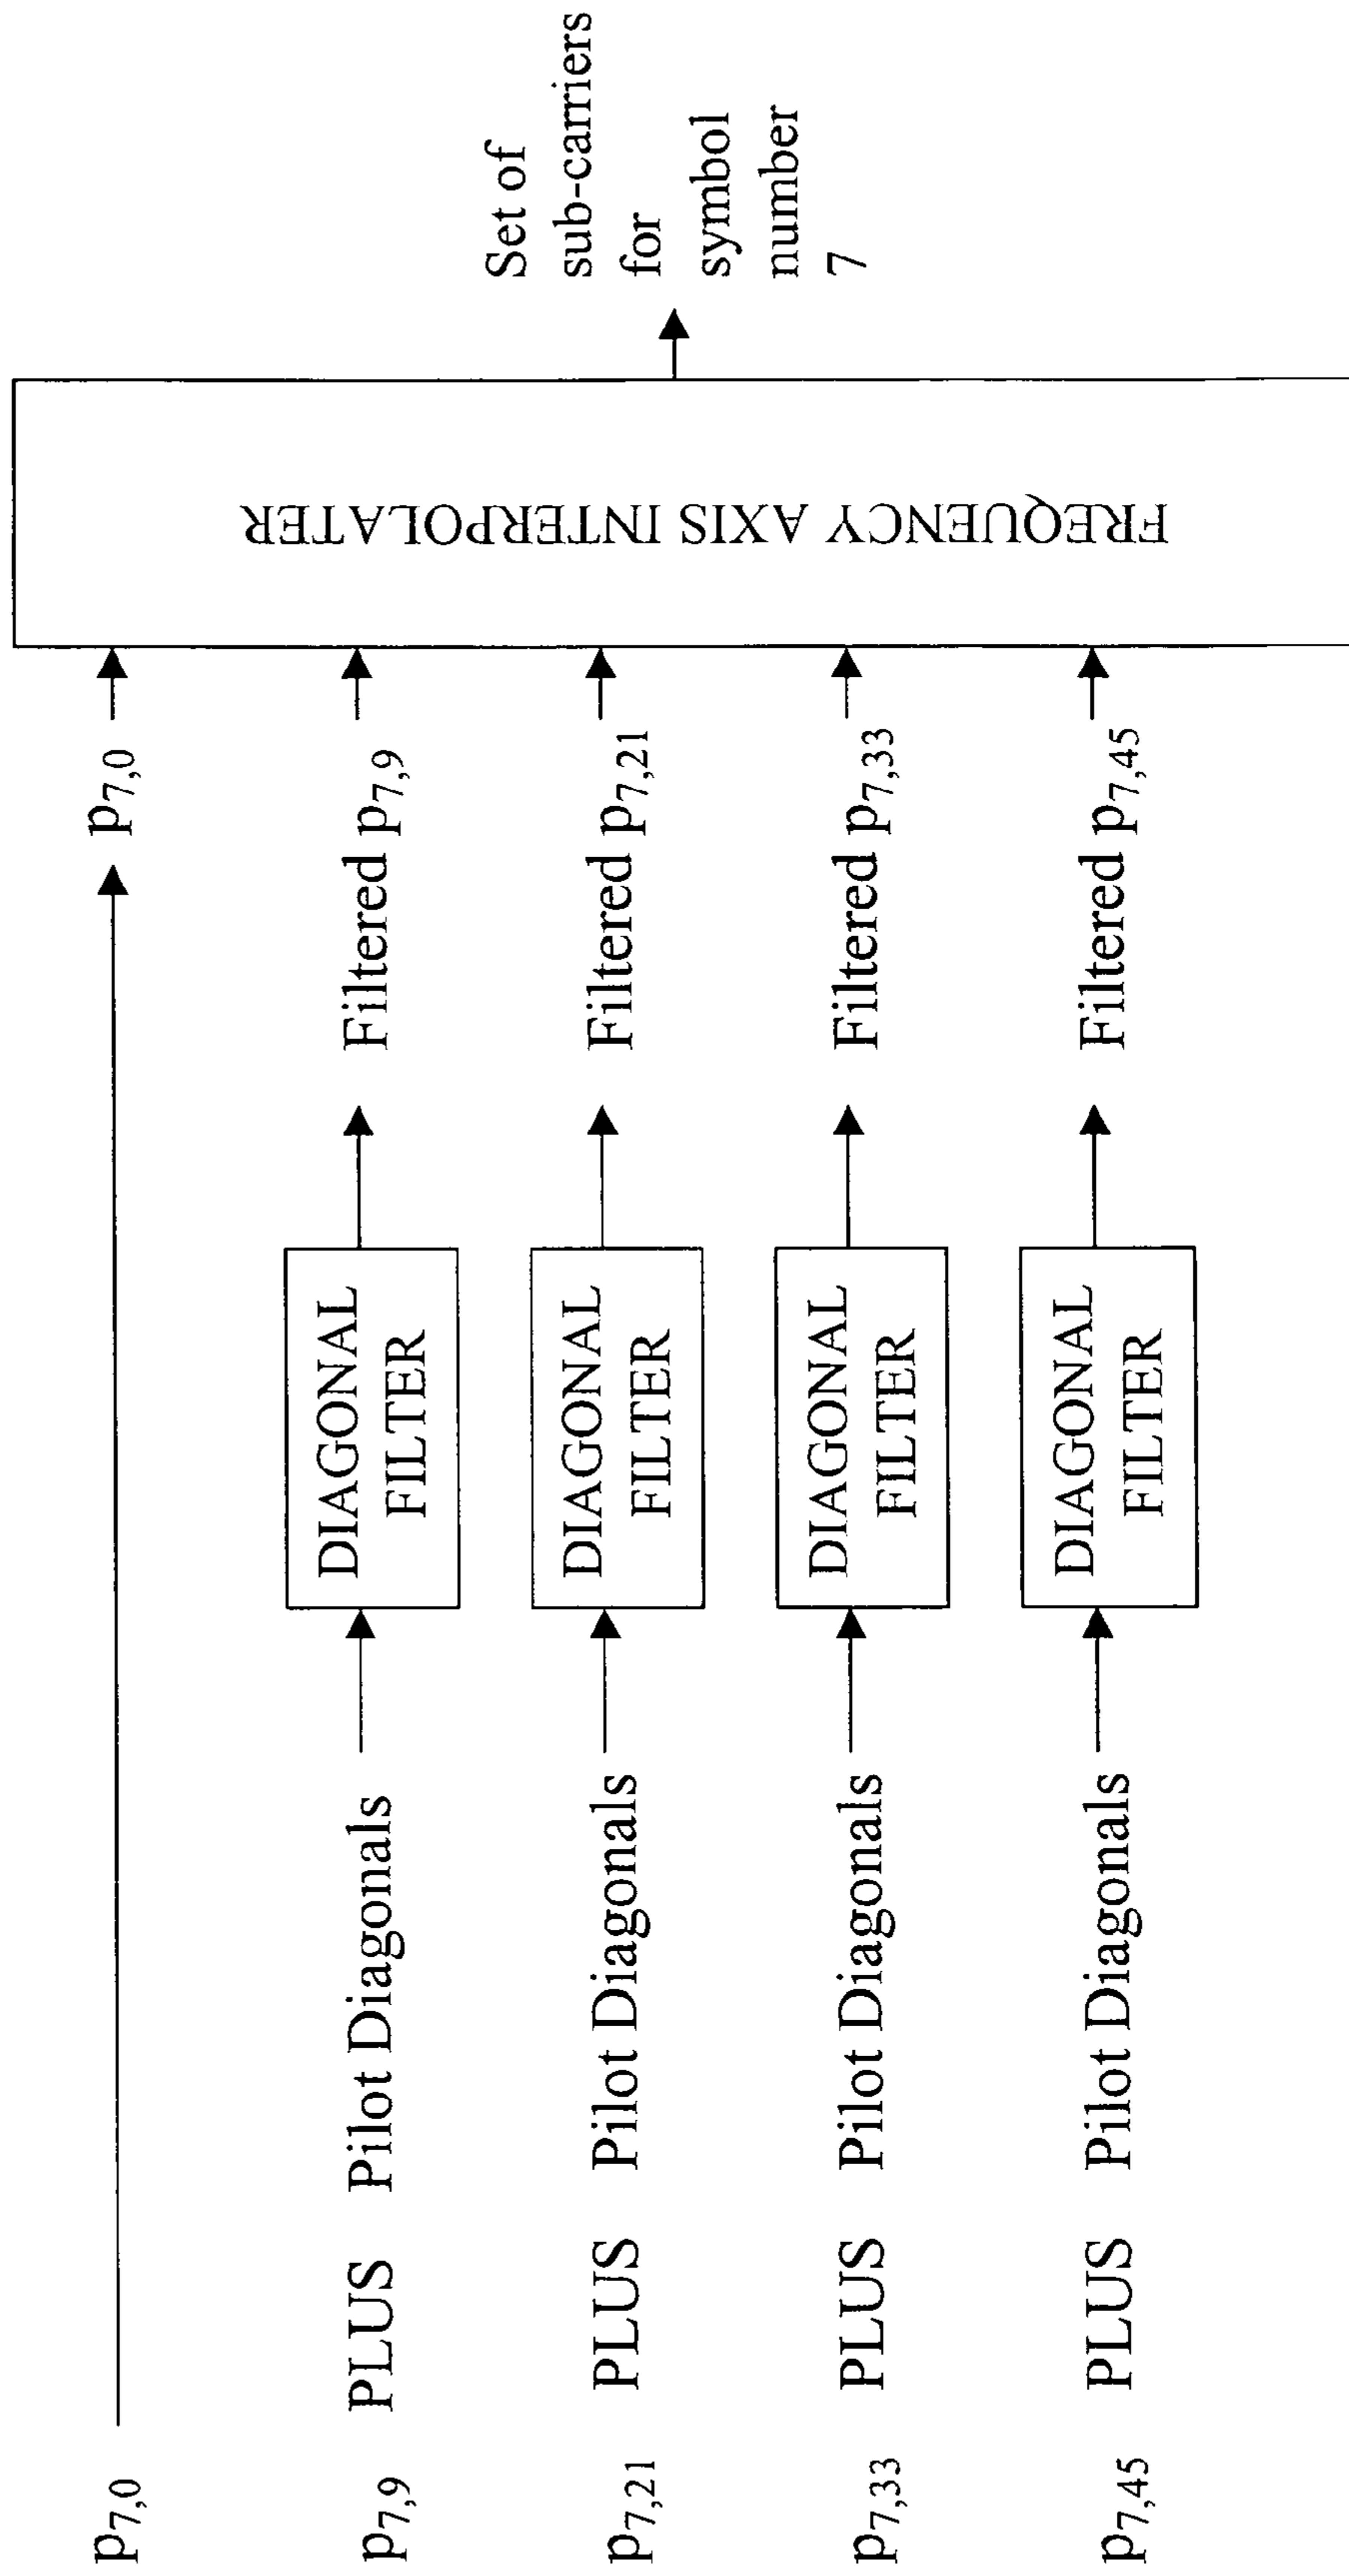 p7,0
p7,0
p7,9 PLUS Pilot Diagonals
DIAGONAL
FILTER
Filtered p7,9
p7,21 PLUS Pilot Diagonals
DIAGONAL
FILTER
Filtered p7,21
p7,33 PLUS Pilot Diagonals
DIAGONAL
FILTER
Filtered p7,33
p7,45 PLUS Pilot Diagonals
DIAGONAL
FILTER
Filtered p7,45
FREQUENCY AXIS INTERPOLATER
Set of
sub-carriers
for
symbol
number
7